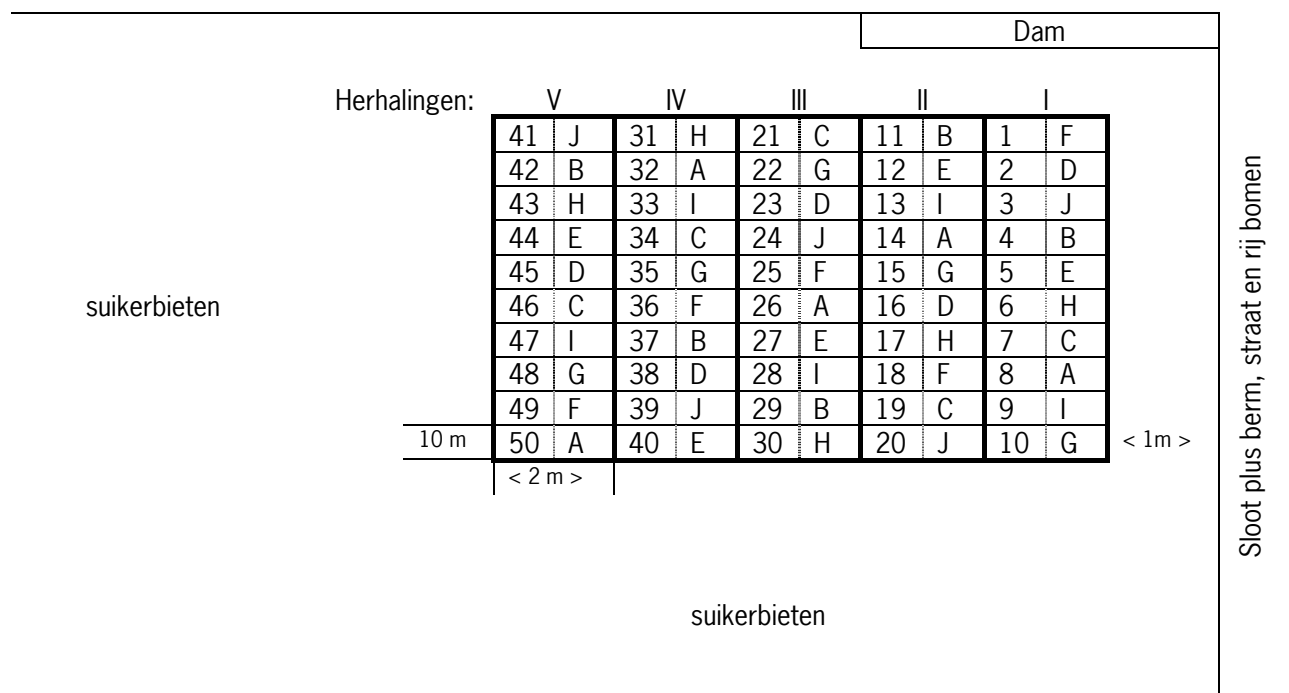 Dam
Herhalingen: V IV III II I
41 J 31 H 21 C 11 B 1 F
42 B 32 A 22 G 12 E 2 D
43 H 33 I 23 D 13 I 3 J
44 E 34 C 24 J 14 A 4 B
45 D 35 G 25 F 15 G 5 E
suikerbieten 46 C 36 F 26 A 16 D 6 H
47 I 37 B 27 E 17 H 7 C
48 G 38 D 28 I 18 F 8 A
49 F 39 J 29 B 19 C 9 I
10 m 50 A 40 E 30 H 20 J 10 G < 1m >
< 2 m >
suikerbieten
Sloot plus berm, straat en rij bomen